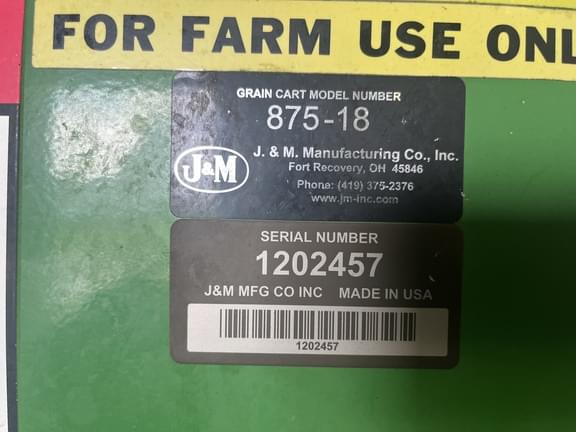 FOR FARM USE ONL
GRAIN CART MODEL NUMBER
875-18
J&M
J. & M. Manufacturing Co., Inc.
Fort Recovery, OH 45846
Phone: (419) 375-2376
www.jm-inc.com
SERIAL NUMBER
1202457
J&M MFG CO INC MADE IN USA
1202457